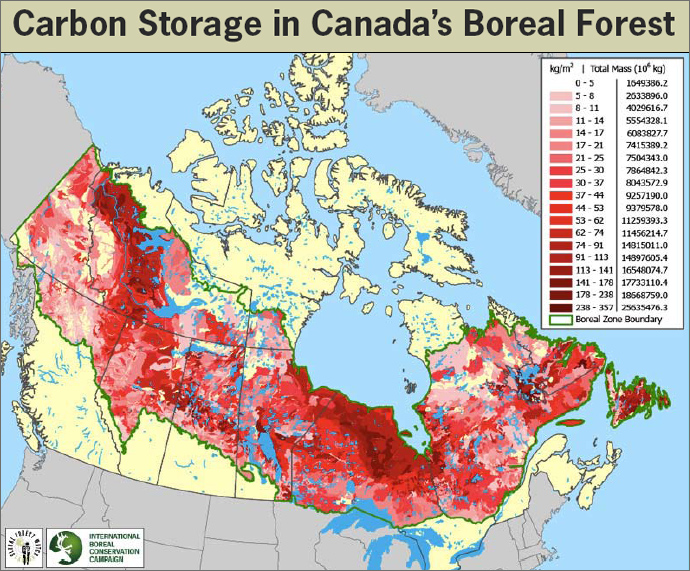 Carbon Storage in Canada's Boreal Forest
kg/m² | Total Mass (10⁶ kg)
0 - 5 1649386.2
5 - 8 2633896.0
8 - 11 4029616.7
11 - 14 5554328.1
14 - 17 6083827.7
17 - 21 7415389.2
21 - 25 7504343.0
25 - 30 7864842.3
30 - 37 8043572.9
37 - 44 9257190.0
44 - 53 9379578.0
53 - 62 11259393.3
62 - 74 11456214.7
74 - 91 14815011.0
91 - 113 14897605.4
113 - 141 16548074.7
141 - 178 17733110.4
178 - 238 18668759.0
238 - 357 25635476.3
Boreal Zone Boundary
INTERNATIONAL
BOREAL
CONSERVATION
CAMPAIGN